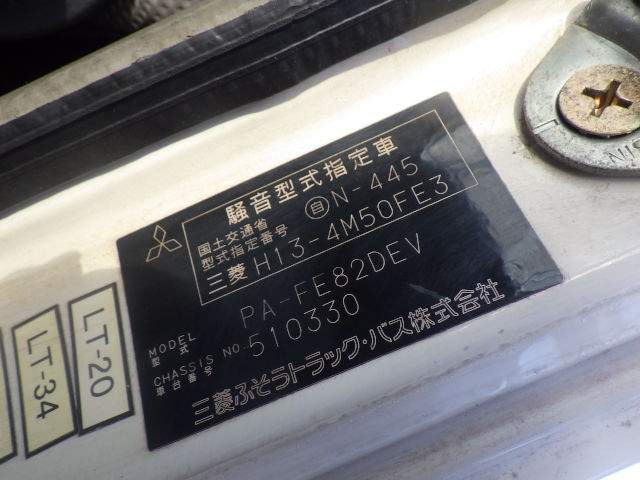 騒音型式指定車
国土交通省
型式指定番号
自N-445
三菱 H13-4M50FE3
MODEL
型式
PA-FE82DEV
CHASSIS NO.
車台番号
510330
三菱ふそうトラック・バス株式会社
LT-20
LT-34